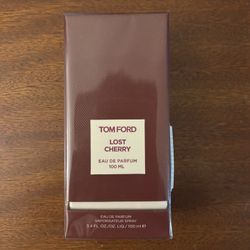 TOM FORD
LOST
CHERRY
EAU DE PARFUM
100 ML
EAU DE PARFUM
VAPORISATEUR SPRAY
3.4 FL.OZ./OZ. LIQ./100 ml ℮